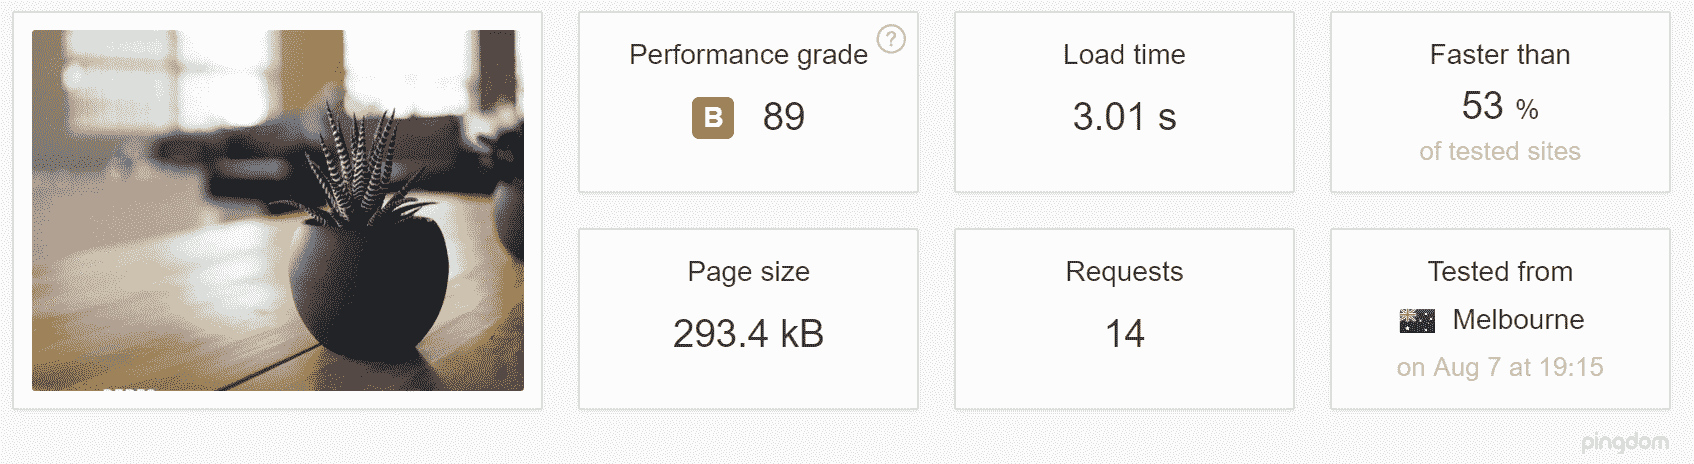 Performance grade
?
B 89
Load time
3.01 s
Faster than
53 %
of tested sites
Page size
293.4 kB
Requests
14
Tested from
Melbourne
on Aug 7 at 19:15
pingdom